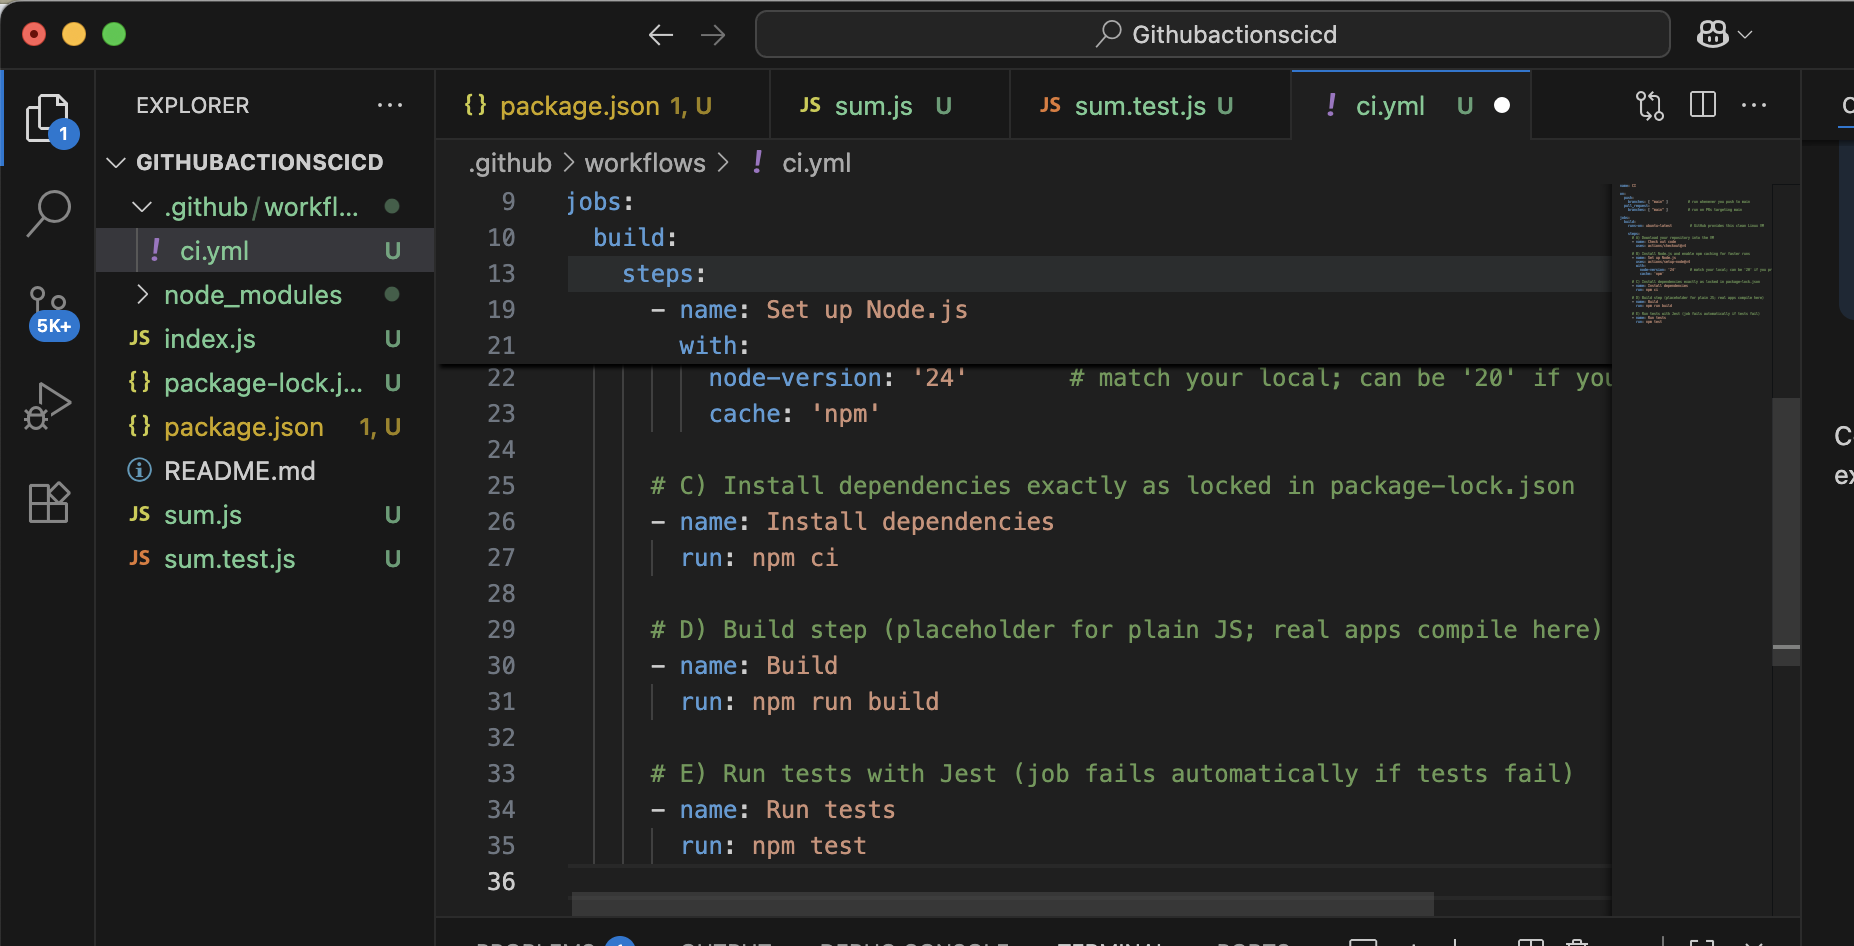 Githubactionscicd
EXPLORER
GITHUBACTIONSCICD
.github/workfl...
ci.yml U
node_modules
index.js U
package-lock.j... U
package.json 1, U
README.md
sum.js U
sum.test.js U
1
5K+
package.json 1, U
JS sum.js U
JS sum.test.js U
! ci.yml U
.github > workflows > ! ci.yml
9 jobs:
10 build:
13 steps:
19 - name: Set up Node.js
21 with:
22 node-version: '24' # match your local; can be '20' if you
23 cache: 'npm'
24
25 # C) Install dependencies exactly as locked in package-lock.json
26 - name: Install dependencies
27 run: npm ci
28
29 # D) Build step (placeholder for plain JS; real apps compile here)
30 - name: Build
31 run: npm run build
32
33 # E) Run tests with Jest (job fails automatically if tests fail)
34 - name: Run tests
35 run: npm test
36